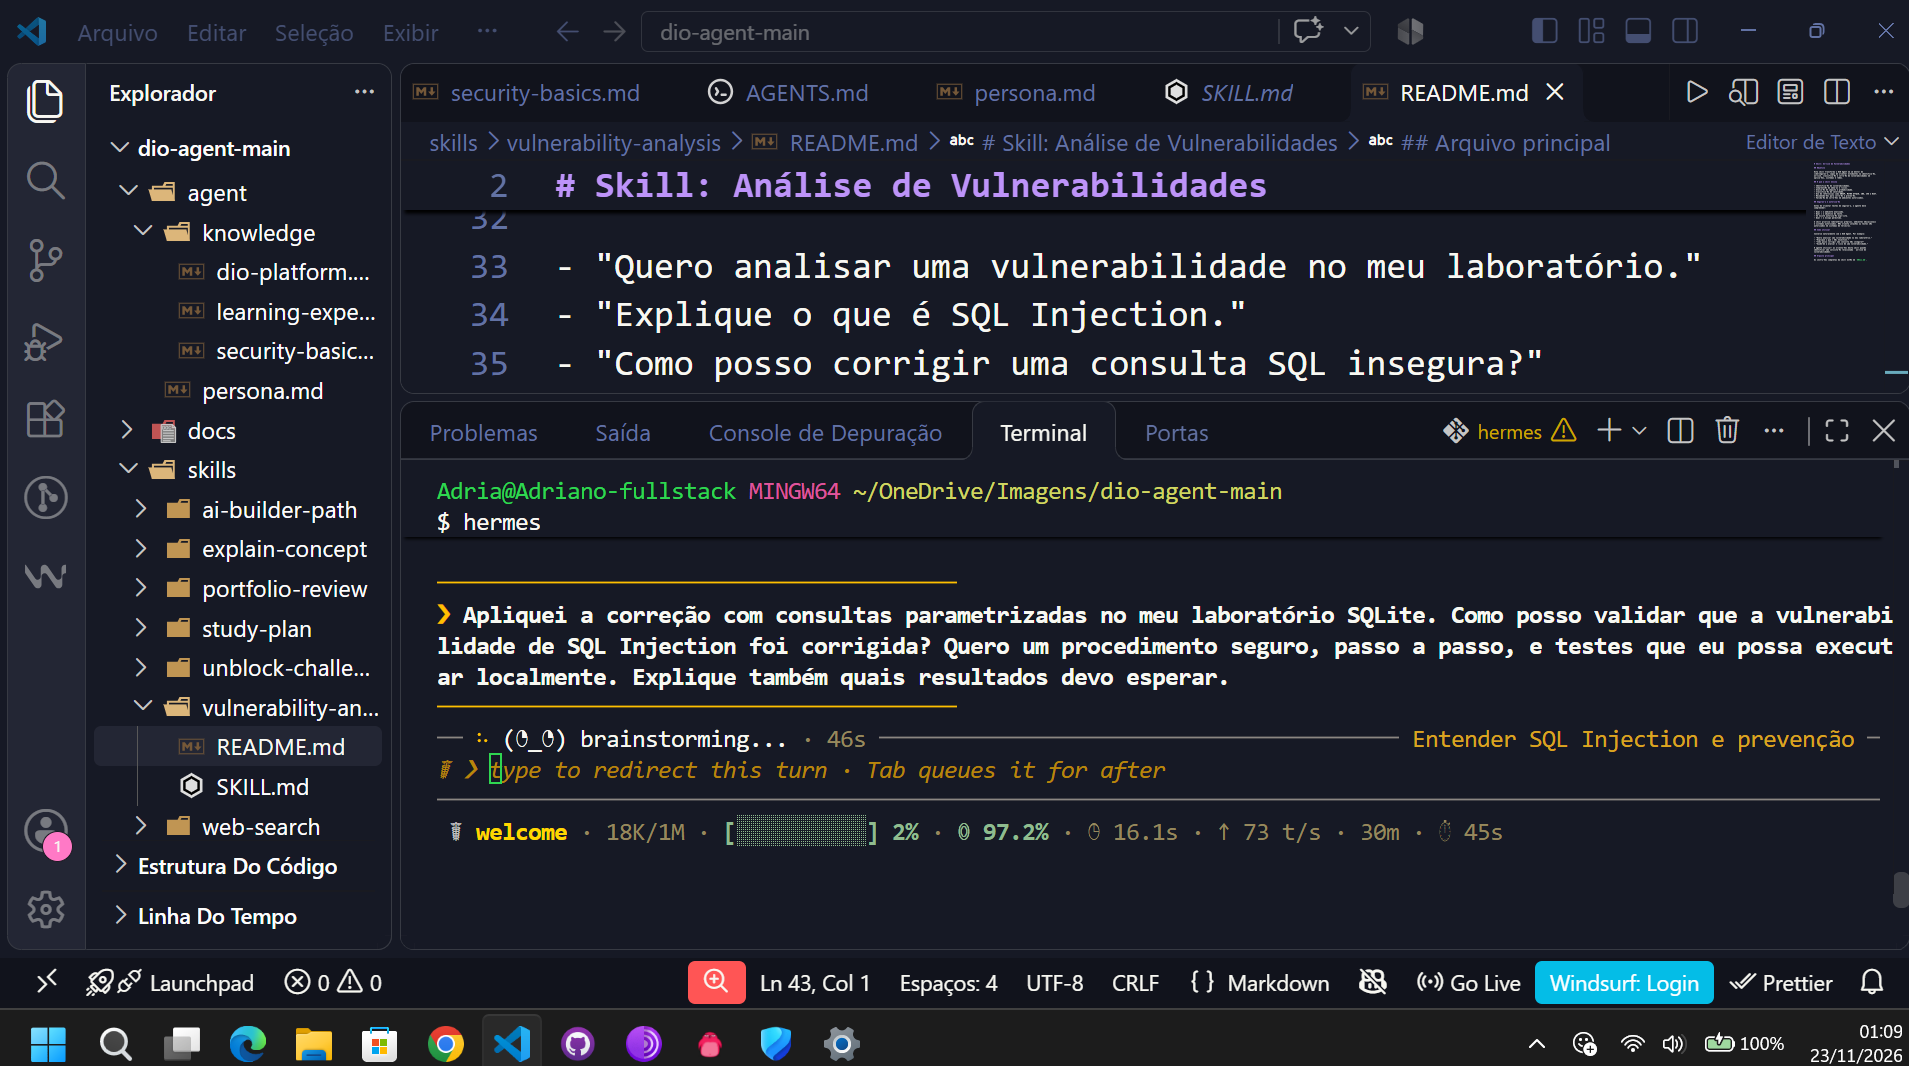 Arquivo Editar Seleção Exibir ··· dio-agent-main
Explorador ···
dio-agent-main
agent
knowledge
dio-platform....
learning-expe...
security-basic...
persona.md
docs
skills
ai-builder-path
explain-concept
portfolio-review
study-plan
unblock-challe...
vulnerability-an...
README.md
SKILL.md
web-search
Estrutura Do Código
Linha Do Tempo
1
security-basics.md AGENTS.md persona.md SKILL.md README.md
skills > vulnerability-analysis > README.md > abc # Skill: Análise de Vulnerabilidades > abc ## Arquivo principal Editor de Texto
2 # Skill: Análise de Vulnerabilidades
32
33 - "Quero analisar uma vulnerabilidade no meu laboratório."
34 - "Explique o que é SQL Injection."
35 - "Como posso corrigir uma consulta SQL insegura?"
Problemas Saída Console de Depuração Terminal Portas hermes
Adria@Adriano-fullstack MINGW64 ~/OneDrive/Imagens/dio-agent-main
$ hermes
❯ Apliquei a correção com consultas parametrizadas no meu laboratório SQLite. Como posso validar que a vulnerabi
lidade de SQL Injection foi corrigida? Quero um procedimento seguro, passo a passo, e testes que eu possa execut
ar localmente. Explique também quais resultados devo esperar.
brainstorming... · 46s Entender SQL Injection e prevenção
❯ type to redirect this turn · Tab queues it for after
welcome · 18K/1M · [ ] 2% · 97.2% · 16.1s · ↑ 73 t/s · 30m · 45s
Launchpad 0 0 Ln 43, Col 1 Espaços: 4 UTF-8 CRLF {} Markdown Go Live Windsurf: Login Prettier
100% 01:09
23/11/2026